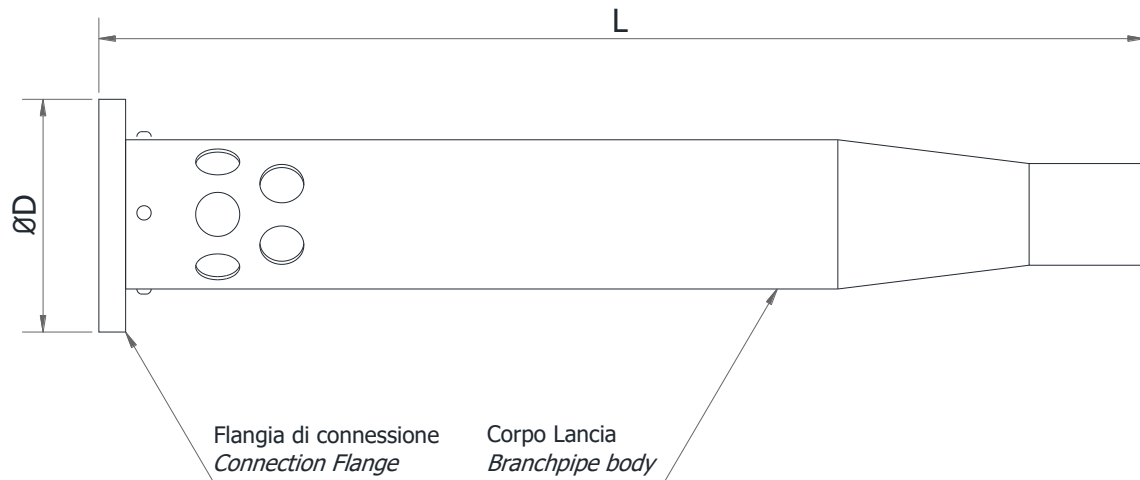 L
ØD
Flangia di connessione
Connection Flange
Corpo Lancia
Branchpipe body